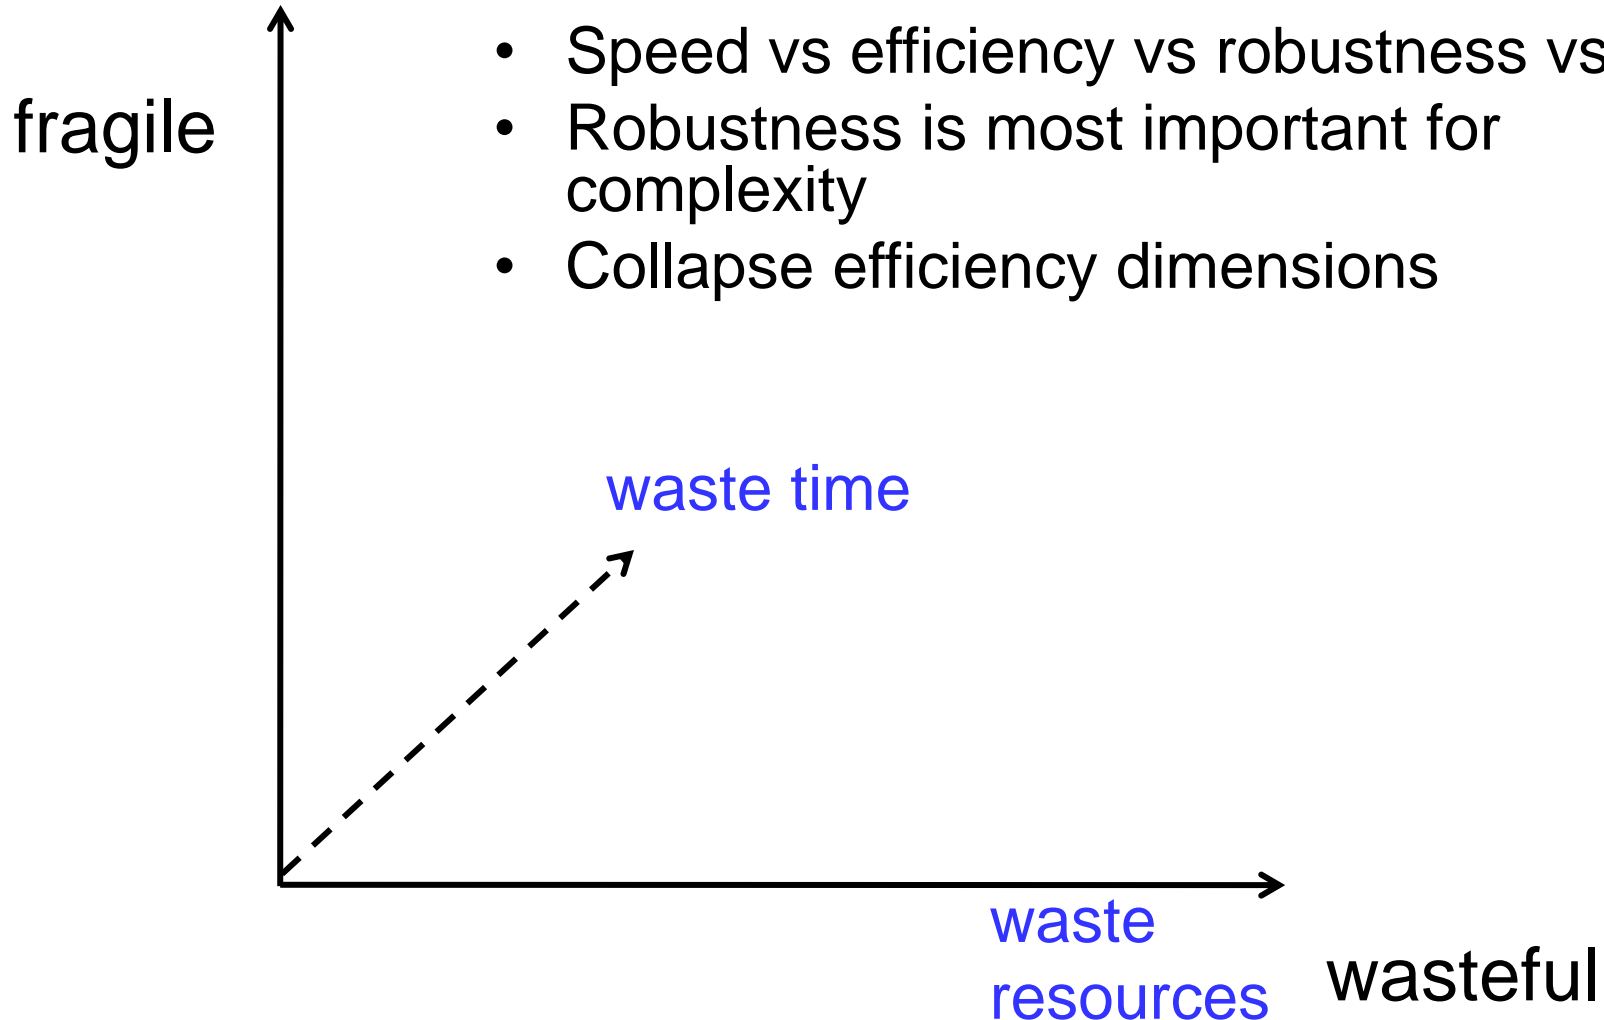 • Speed vs efficiency vs robustness vs
fragile
• Robustness is most important for
complexity
• Collapse efficiency dimensions
waste time
waste
resources
wasteful